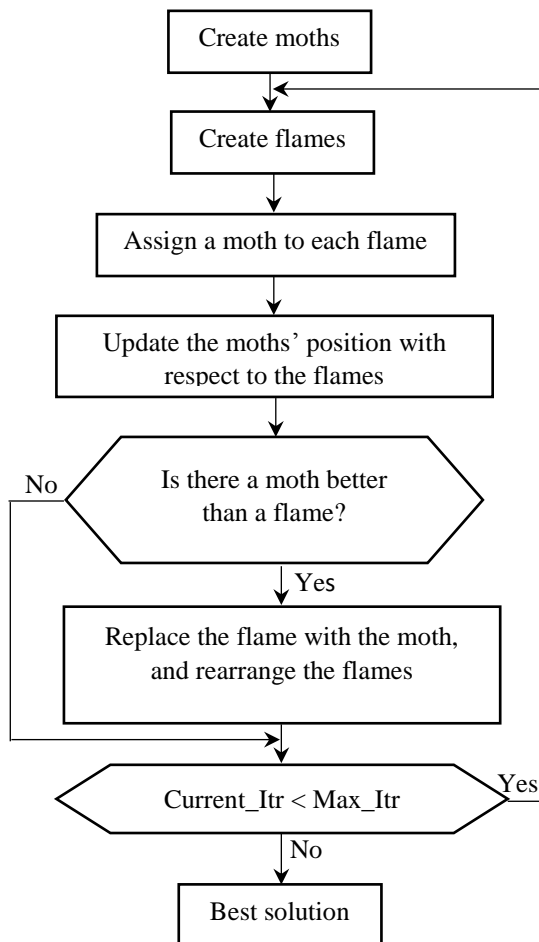 Create moths
Create flames
Assign a moth to each flame
Update the moths’ position with
respect to the flames
No
Is there a moth better
than a flame?
Yes
Replace the flame with the moth,
and rearrange the flames
Current_Itr < Max_Itr
Yes
No
Best solution